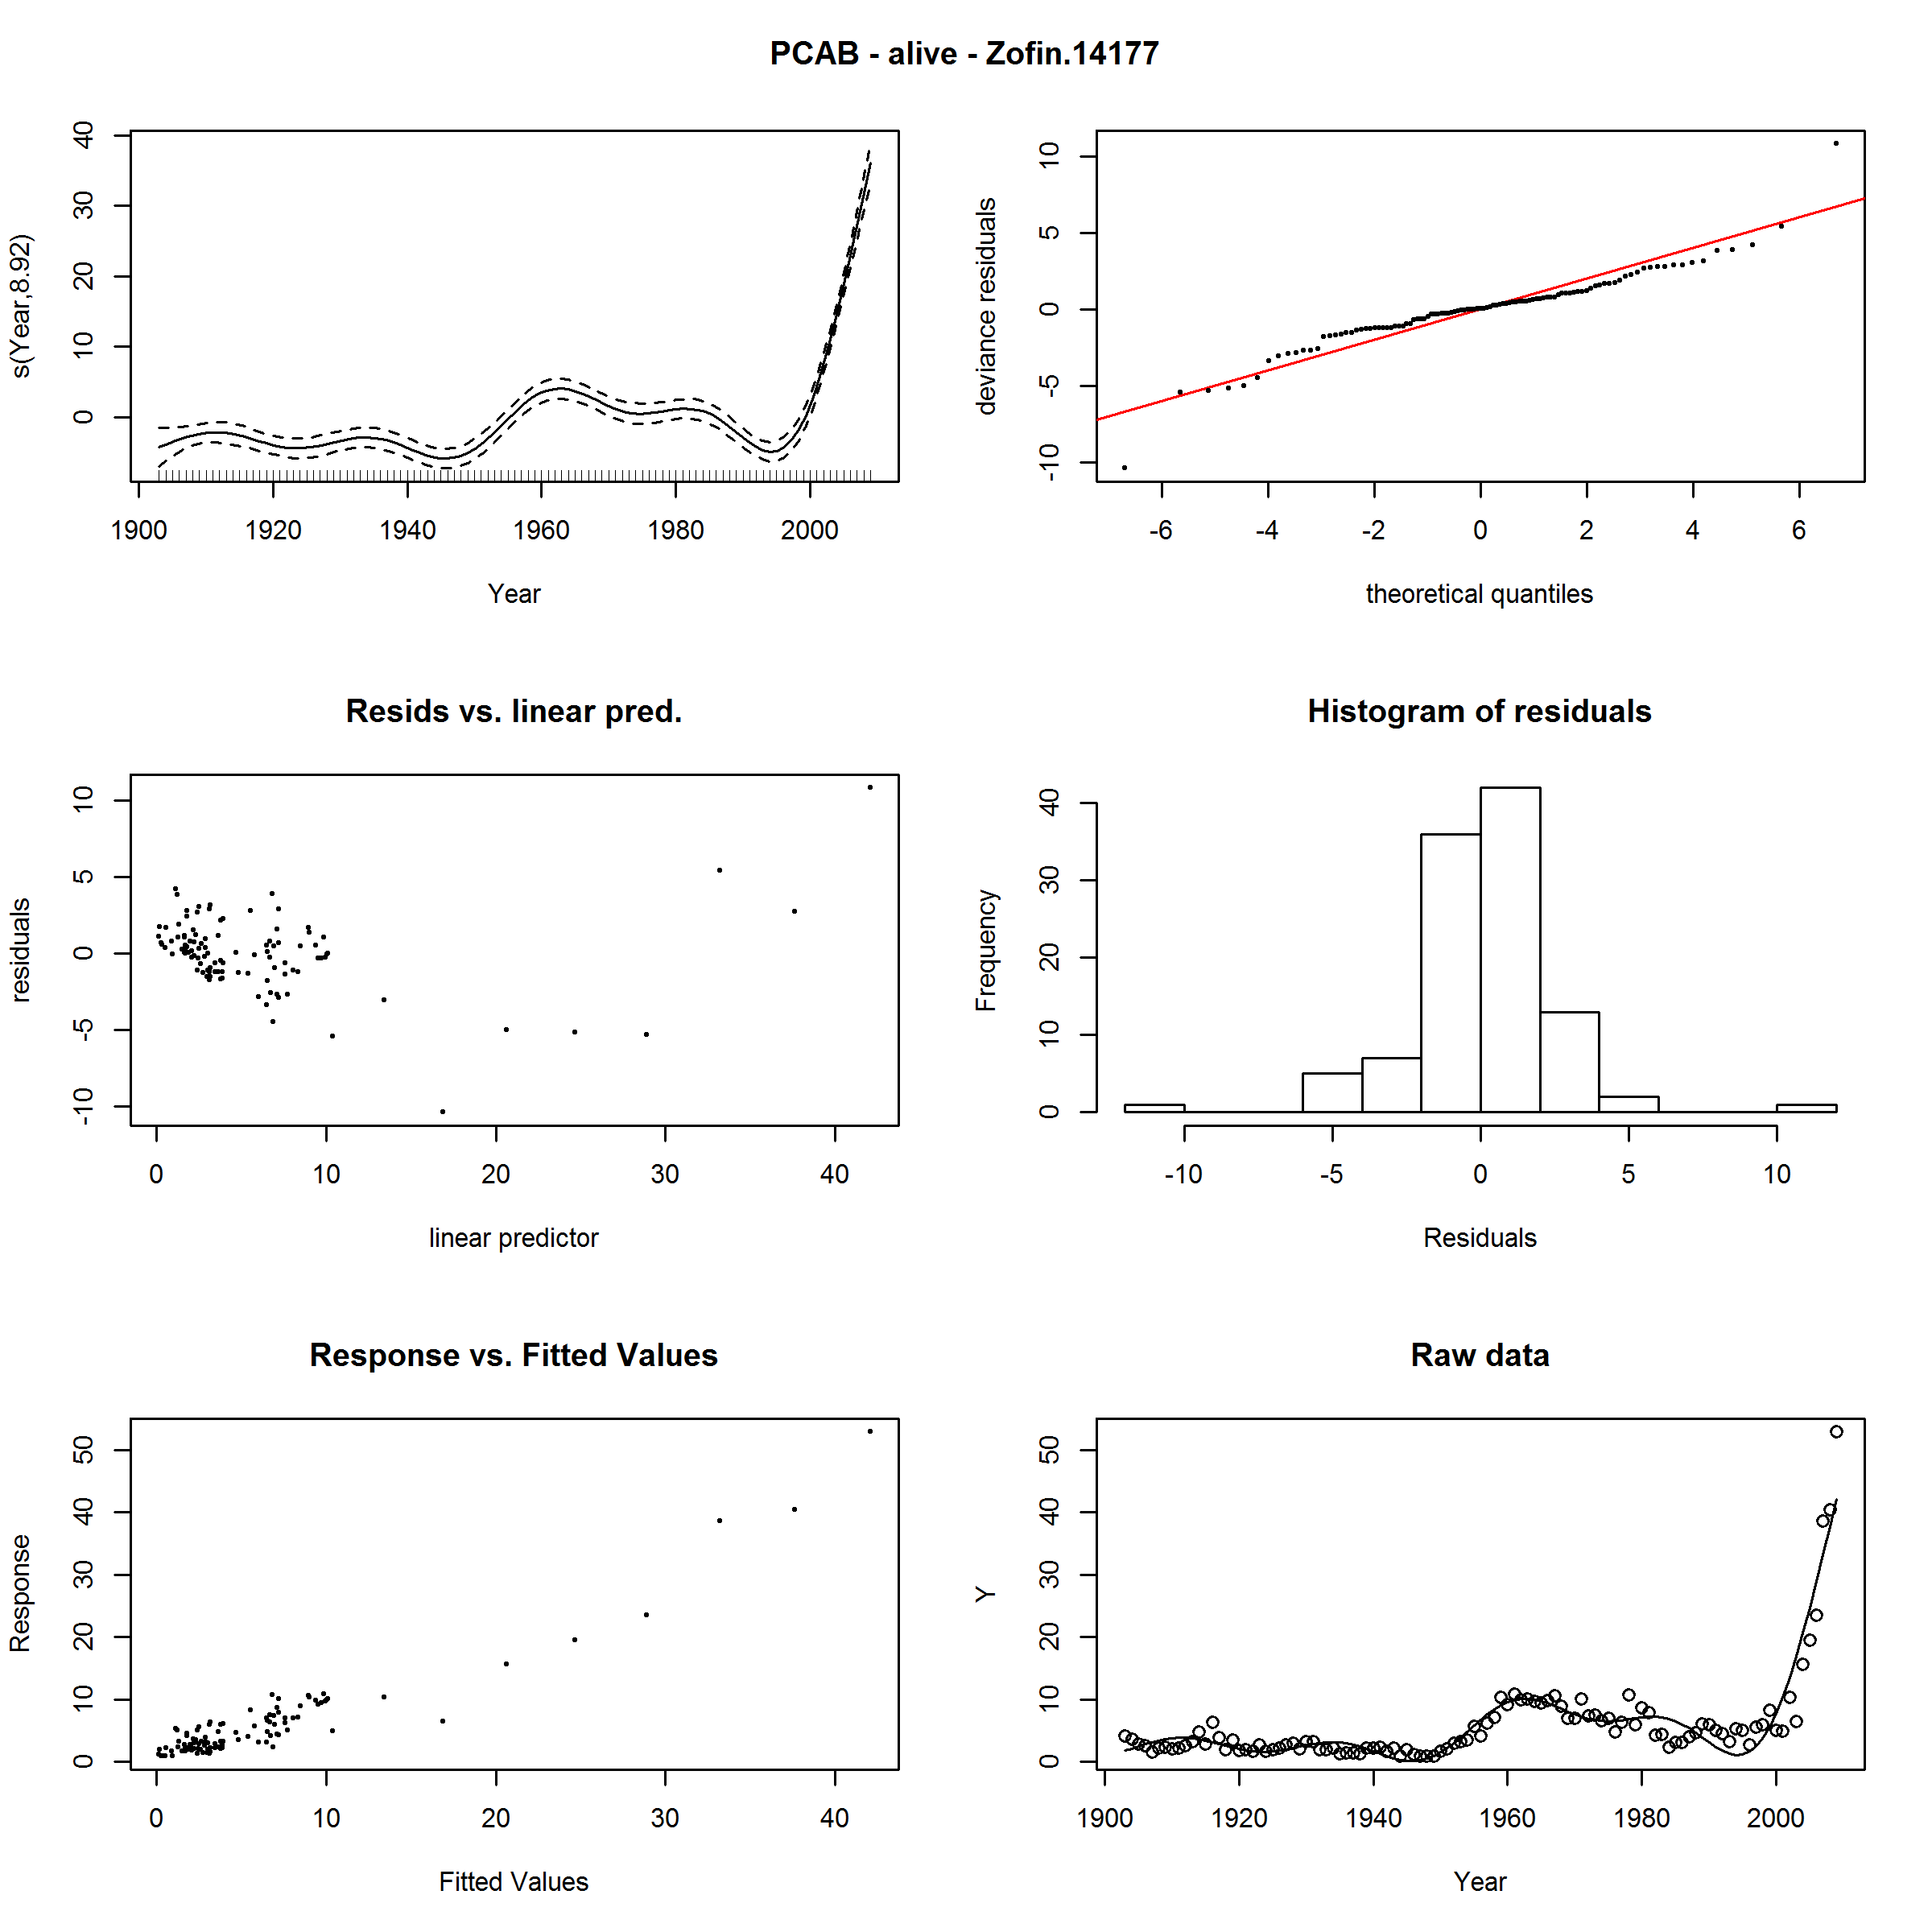 PCAB - alive - Zofin.14177
s(Year,8.92)
0 10 20 30 40
1900 1920 1940 1960 1980 2000
Year
deviance residuals
-10 -5 0 5 10
-6 -4 -2 0 2 4 6
theoretical quantiles
Resids vs. linear pred.
residuals
-10 -5 0 5 10
0 10 20 30 40
linear predictor
Histogram of residuals
Frequency
0 10 20 30 40
-10 -5 0 5 10
Residuals
Response vs. Fitted Values
Response
0 10 20 30 40 50
0 10 20 30 40
Fitted Values
Raw data
Y
0 10 20 30 40 50
1900 1920 1940 1960 1980 2000
Year